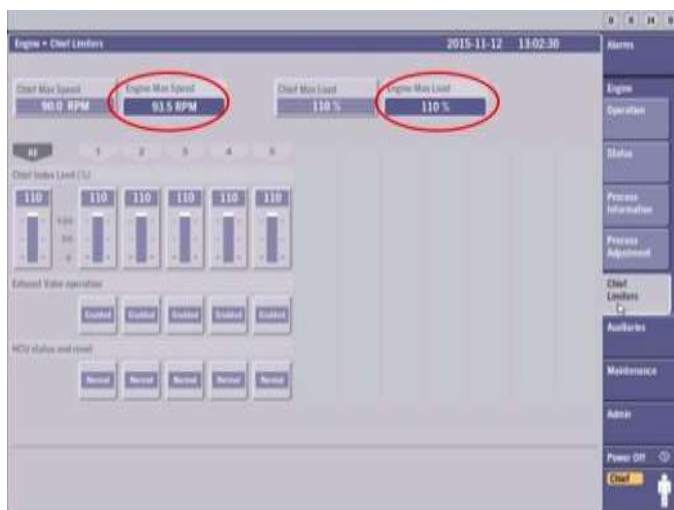 Engine • Chief Limiters
2015-11-12 13:02:30
Alarms
Chief Max Speed
90.0 RPM
Engine Max Speed
93.5 RPM
Chief Max Load
110 %
Engine Max Load
110 %
Engine
Operation
Status
Process
Information
Process
Adjustment
Chief
Limiters
Auxiliaries
Maintenance
Admin
Power Off
Chief
All 1 2 3 4 5
Chief Index Limit [%]
110 110 110 110 110 110
100
50
0
Exhaust Valve operation
Enabled Enabled Enabled Enabled Enabled
HCU status and reset
Normal Normal Normal Normal Normal